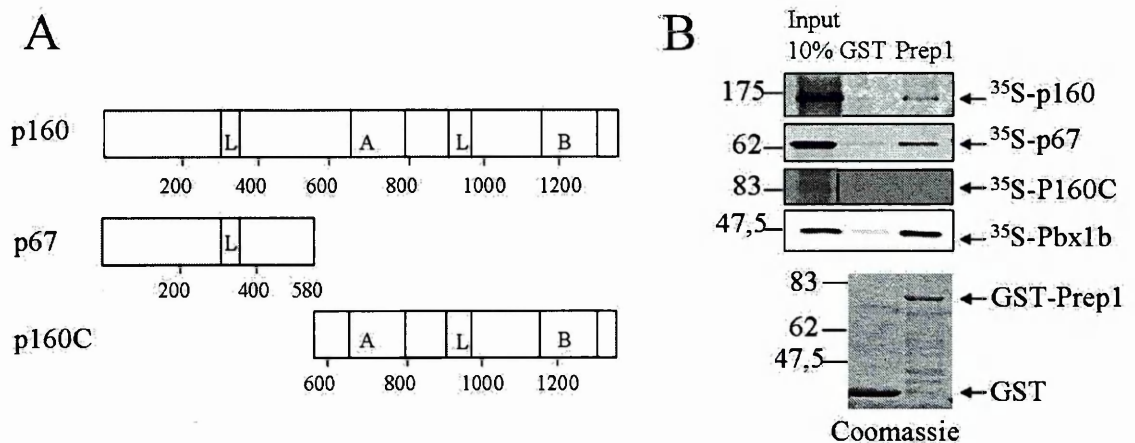 A
p160
L A L B
200 400 600 800 1000 1200
p67
L
200 400 580
p160C
A L B
600 800 1000 1200
B
Input
10% GST Prep1
175 ³⁵S-p160
62 ³⁵S-p67
83 ³⁵S-P160C
47,5 ³⁵S-Pbx1b
83 GST-Prep1
62
47,5
GST
Coomassie